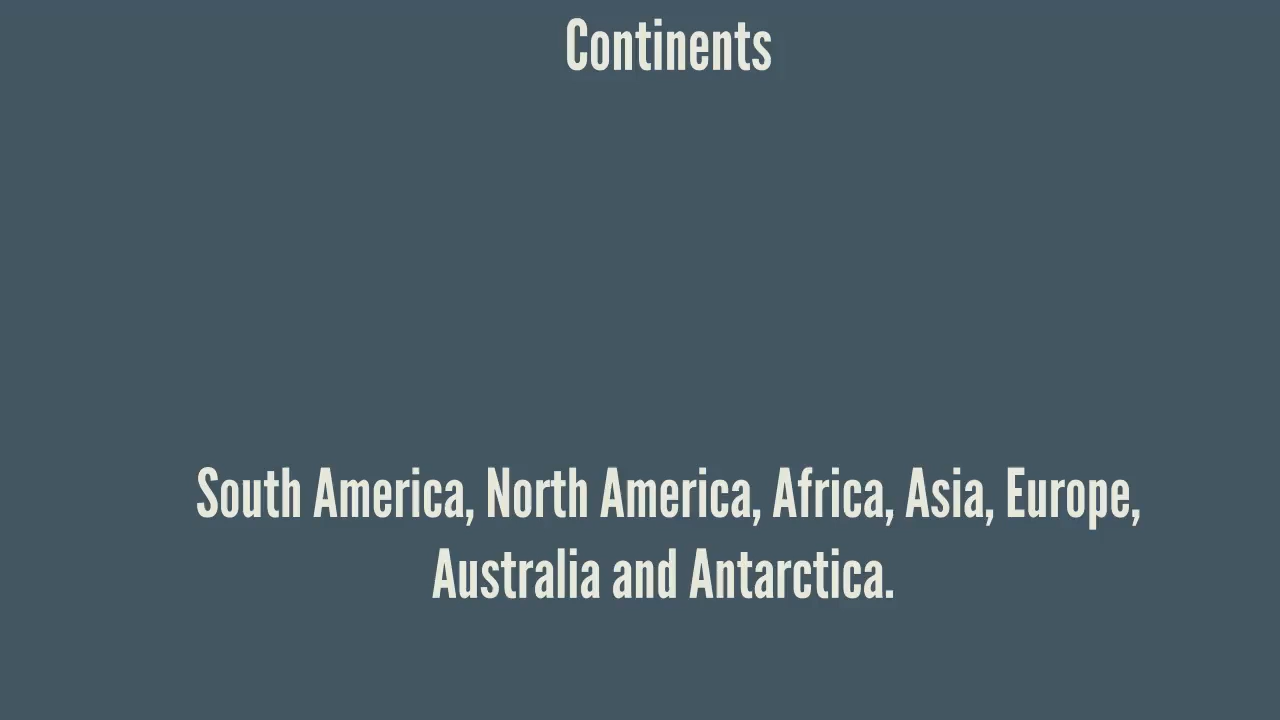 Continents
South America, North America, Africa, Asia, Europe,
Australia and Antarctica.